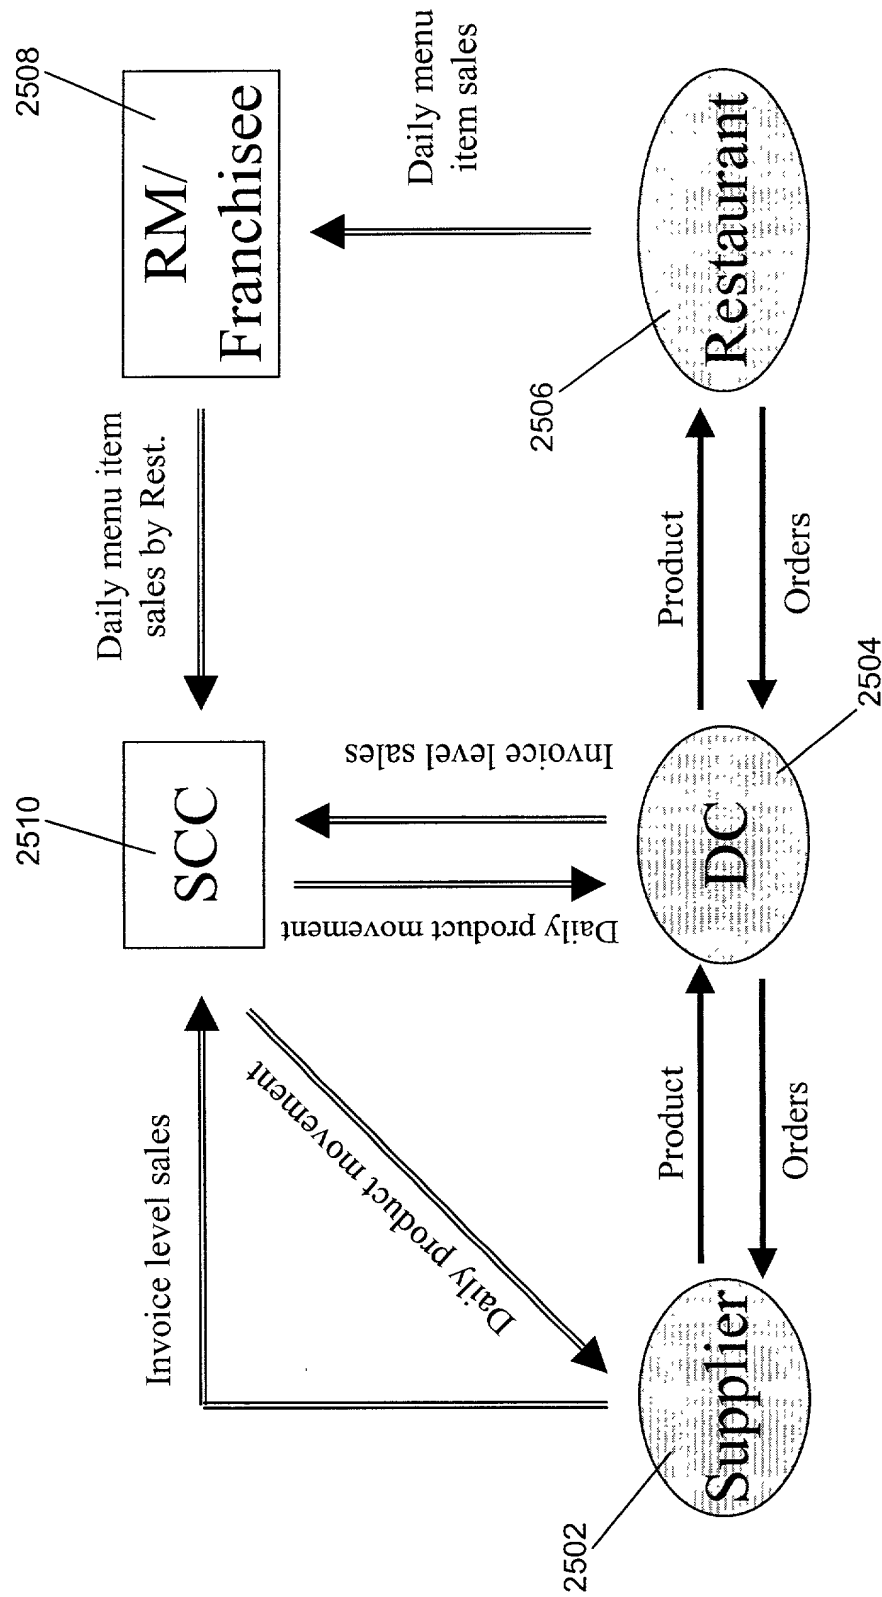 2510
2508
SCC
RM/
Franchisee
Daily menu item
sales by Rest.
Invoice level sales
Daily product movement
Daily product movement
Invoice level sales
Daily menu
item sales
2502
2506
Supplier
Product
Orders
DC
2504
Product
Orders
Restaurant